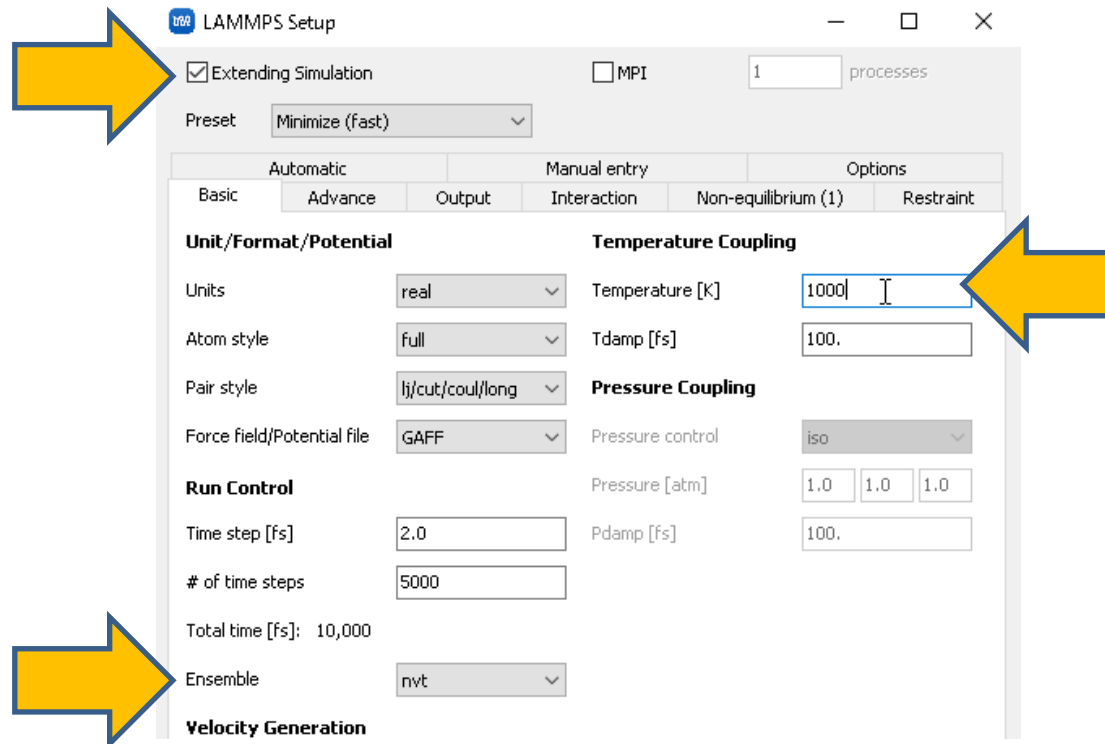 LAMMPS Setup
Extending Simulation
MPI
1
processes
Preset
Minimize (fast)
Automatic
Manual entry
Options
Basic
Advance
Output
Interaction
Non-equilibrium (1)
Restraint
Unit/Format/Potential
Units
real
Atom style
full
Pair style
lj/cut/coul/long
Force field/Potential file
GAFF
Run Control
Time step [fs]
2.0
# of time steps
5000
Total time [fs]: 10,000
Ensemble
nvt
Velocity Generation
Temperature Coupling
Temperature [K]
1000
Tdamp [fs]
100.
Pressure Coupling
Pressure control
iso
Pressure [atm]
1.0
1.0
1.0
Pdamp [fs]
100.